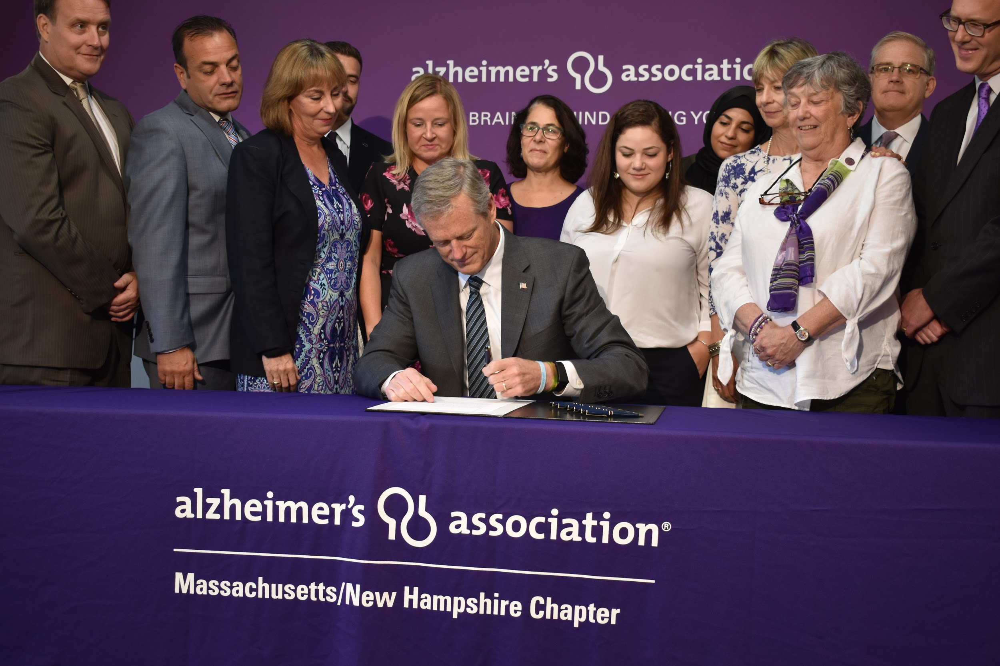 alzheimer's association
alzheimer's association®
Massachusetts/New Hampshire Chapter